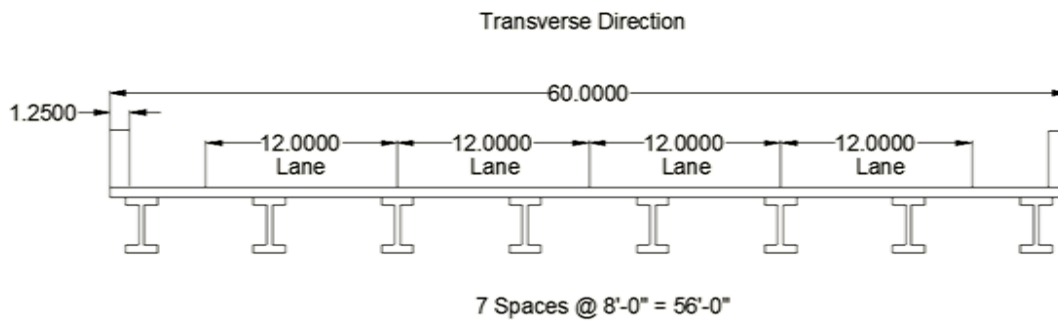 Transverse Direction
60.0000
1.2500
12.0000 12.0000 12.0000 12.0000
Lane Lane Lane Lane
7 Spaces @ 8'-0" = 56'-0"